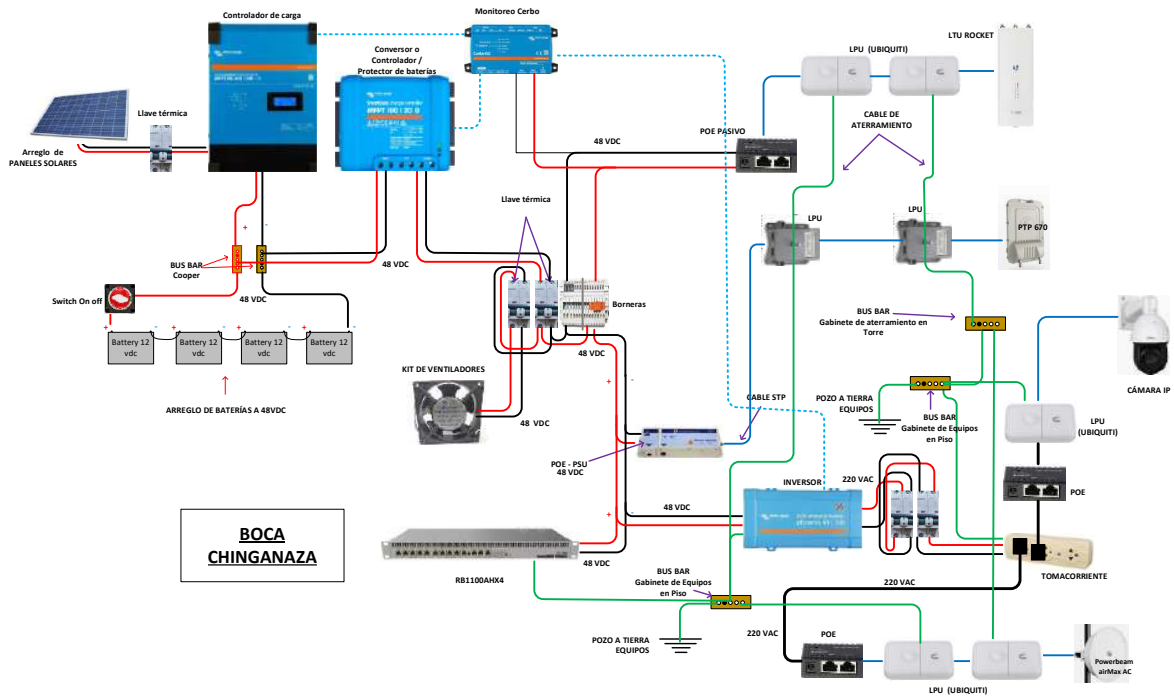 Controlador de carga
Monitoreo Cerbo
Conversor o
Controlador /
Protector de baterías
LPU (UBIQUITI)
LTU ROCKET
Llave térmica
Arreglo de
PANELES SOLARES
POE PASIVO
48 VDC
CABLE DE
ATERRAMIENTO
Llave térmica
LPU
LPU
PTP 670
+
-
BUS BAR
Cooper
48 VDC
Switch On off
48 VDC
Borneras
+
-
+
-
+
-
+
-
Battery 12
vdc
Battery 12
vdc
Battery 12
vdc
Battery 12
vdc
48 VDC
BUS BAR
Gabinete de aterramiento en
Torre
KIT DE VENTILADORES
ARREGLO DE BATERÍAS A 48VDC
CÁMARA IP
+
-
CABLE STP
POZO A TIERRA
EQUIPOS
BUS BAR
Gabinete de Equipos
en Piso
LPU
(UBIQUITI)
48 VDC
POE - PSU
48 VDC
INVERSOR
220 VAC
POE
48 VDC
+
-
BOCA
CHINGANAZA
RB1100AHX4
48 VDC
TOMACORRIENTE
BUS BAR
Gabinete de Equipos
en Piso
220 VAC
POZO A TIERRA
EQUIPOS
220 VAC
POE
Powerbeam
airMax AC
LPU (UBIQUITI)